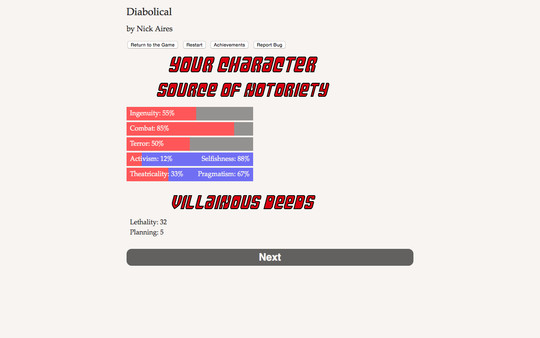 Diabolical
by Nick Aires
Return to the Game Restart Achievements Report Bug
Your Character
Source of Notoriety
Ingenuity: 55%
Combat: 85%
Terror: 50%
Activism: 12% Selfishness: 88%
Theatricality: 33% Pragmatism: 67%
Villainous Deeds
Lethality: 32
Planning: 5
Next